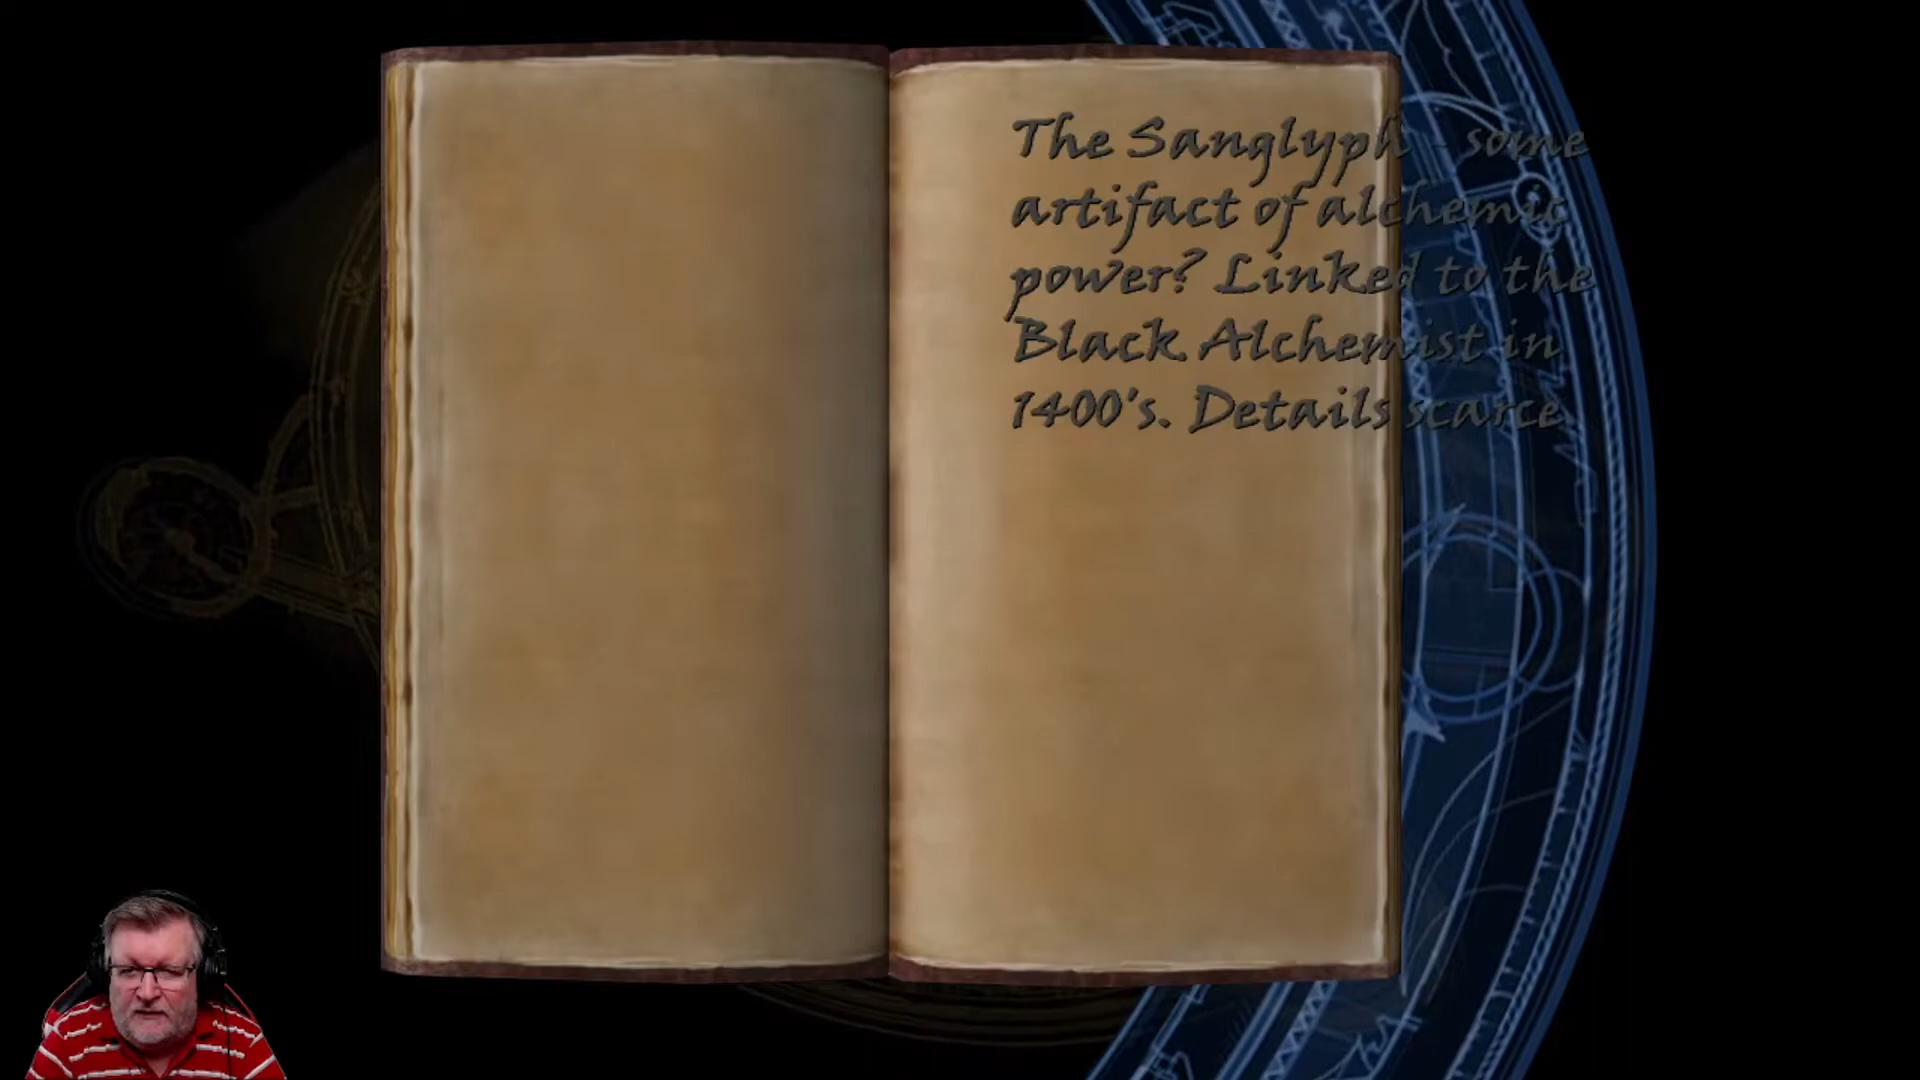 The Sanglyph - some
artifact of alchemic
power? Linked to the
Black Alchemist in
1400's. Details scarce